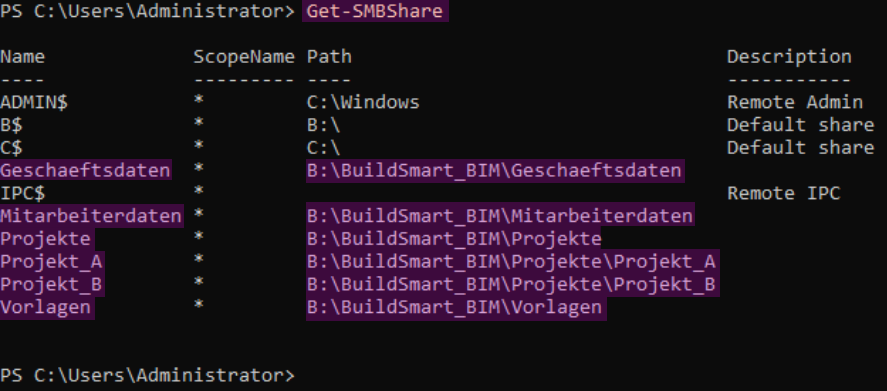 PS C:\Users\Administrator> Get-SMBShare
Name ScopeName Path Description
---- --------- ---- -----------
ADMIN$ * C:\Windows Remote Admin
B$ * B:\ Default share
C$ * C:\ Default share
Geschaeftsdaten * B:\BuildSmart_BIM\Geschaeftsdaten
IPC$ * Remote IPC
Mitarbeiterdaten * B:\BuildSmart_BIM\Mitarbeiterdaten
Projekte * B:\BuildSmart_BIM\Projekte
Projekt_A * B:\BuildSmart_BIM\Projekte\Projekt_A
Projekt_B * B:\BuildSmart_BIM\Projekte\Projekt_B
Vorlagen * B:\BuildSmart_BIM\Vorlagen
PS C:\Users\Administrator>